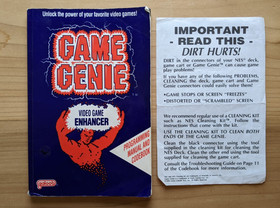 Unlock the power of your favorite video games!
GAME
GENIE
VIDEO GAME
ENHANCER
PROGRAMMING
MANUAL AND
CODEBOOK
IMPORTANT
- READ THIS -
DIRT HURTS!
DIRT in the connectors of your NES® deck,
game cart or Game Genie™ can cause game
play problems!
If you have any of the following PROBLEMS,
CLEANING the deck, game cart and Game
Genie connectors could easily solve them!
•GAME STOPS OR SCREEN "FREEZES"
•DISTORTED OR "SCRAMBLED" SCREEN
We recommend regular use of a CLEANING KIT
such as NES Cleaning Kit™. Follow the
instructions that come with the kit.
USE THE CLEANING KIT TO CLEAN BOTH
ENDS OF THE GAME GENIE.
Clean the black connector using the tool
supplied in the cleaning kit for cleaning the
NES Deck. Clean the other end using the tool
supplied for cleaning the game cart.
Consult the Troubleshooting Guide on Page 11
of the Codebook for more information.